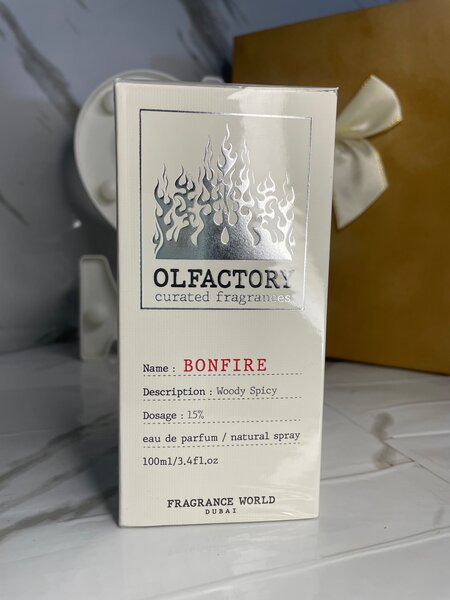 OLFACTORY
curated fragrances
Name : BONFIRE
Description : Woody Spicy
Dosage : 15%
eau de parfum / natural spray
100ml/3.4fl.oz
FRAGRANCE WORLD
DUBAI